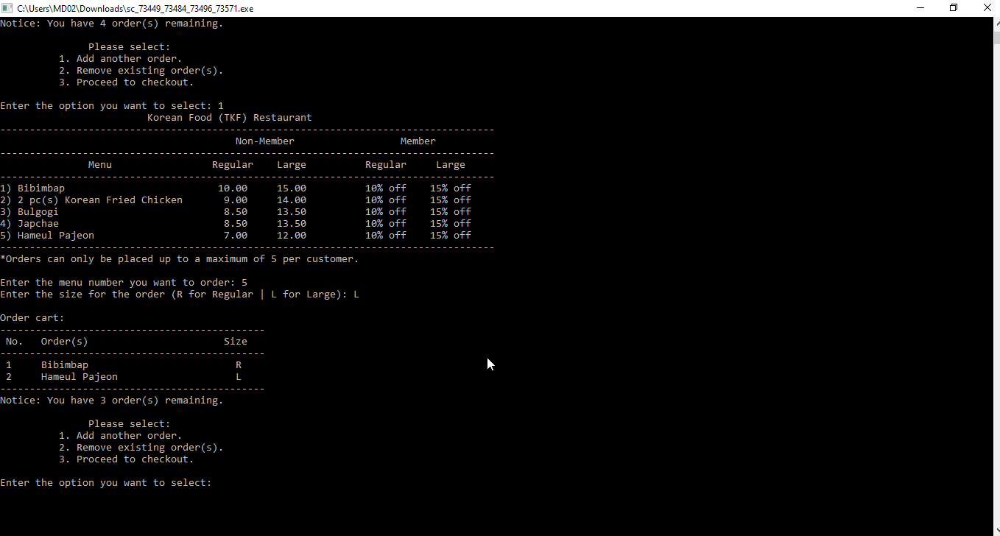 C:\Users\MD02\Downloads\sc_73449_73484_73496_73571.exe
Notice: You have 4 order(s) remaining.
Please select:
1. Add another order.
2. Remove existing order(s).
3. Proceed to checkout.
Enter the option you want to select: 1
Korean Food (TKF) Restaurant
--------------------------------------------------------------------------------
Non-Member Member
--------------------------------------------------------------------------------
Menu Regular Large Regular Large
--------------------------------------------------------------------------------
1) Bibimbap 10.00 15.00 10% off 15% off
2) 2 pc(s) Korean Fried Chicken 9.00 14.00 10% off 15% off
3) Bulgogi 8.50 13.50 10% off 15% off
4) Japchae 8.50 13.50 10% off 15% off
5) Hameul Pajeon 7.00 12.00 10% off 15% off
--------------------------------------------------------------------------------
*Orders can only be placed up to a maximum of 5 per customer.
Enter the menu number you want to order: 5
Enter the size for the order (R for Regular | L for Large): L
Order cart:
---------------------------------------------
No. Order(s) Size
---------------------------------------------
1 Bibimbap R
2 Hameul Pajeon L
---------------------------------------------
Notice: You have 3 order(s) remaining.
Please select:
1. Add another order.
2. Remove existing order(s).
3. Proceed to checkout.
Enter the option you want to select: